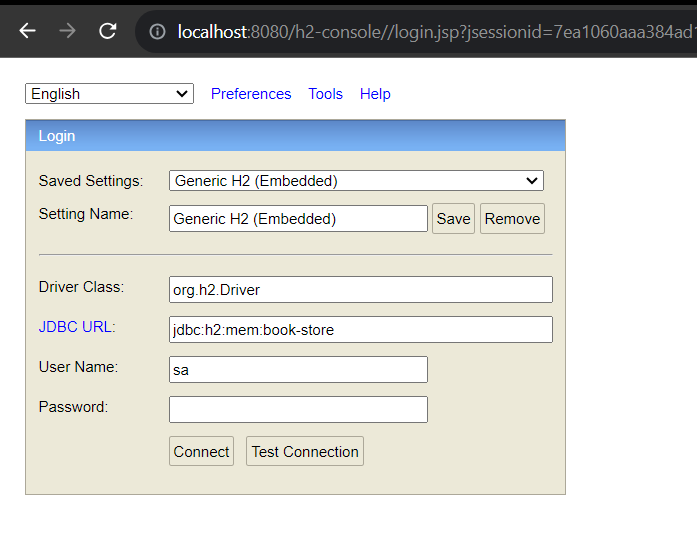 localhost:8080/h2-console//login.jsp?jsessionid=7ea1060aaa384ad1
English Preferences Tools Help
Login
Saved Settings: Generic H2 (Embedded)
Setting Name: Generic H2 (Embedded) Save Remove
Driver Class: org.h2.Driver
JDBC URL: jdbc:h2:mem:book-store
User Name: sa
Password:
Connect Test Connection